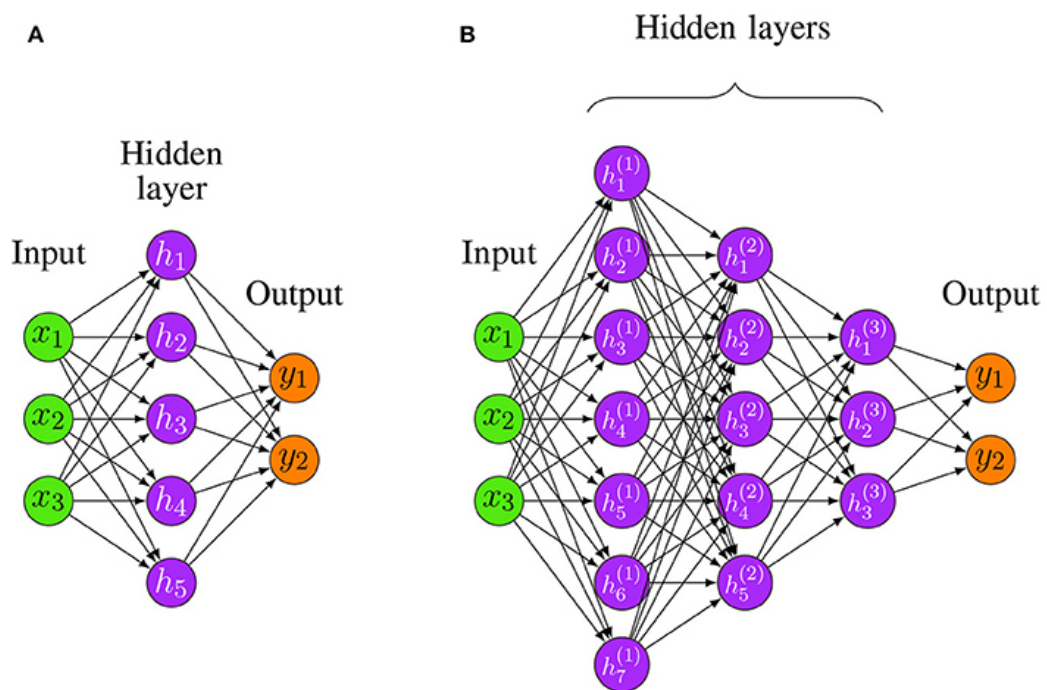 A
Hidden
layer
Input
Output
x₁
x₂
x₃
h₁
h₂
h₃
h₄
h₅
y₁
y₂
B
Hidden layers
Input
Output
x₁
x₂
x₃
h₁⁽¹⁾
h₂⁽¹⁾
h₃⁽¹⁾
h₄⁽¹⁾
h₅⁽¹⁾
h₆⁽¹⁾
h₇⁽¹⁾
h₁⁽²⁾
h₂⁽²⁾
h₃⁽²⁾
h₄⁽²⁾
h₅⁽²⁾
h₁⁽³⁾
h₂⁽³⁾
h₃⁽³⁾
y₁
y₂